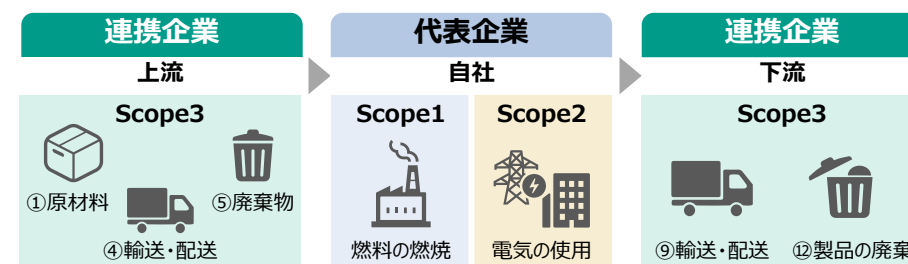 連携企業
代表企業
連携企業
上流
自社
下流
Scope3
Scope1
Scope2
Scope3
①原材料
⑤廃棄物
④輸送・配送
燃料の燃焼
電気の使用
⑨輸送・配送
⑫製品の廃棄